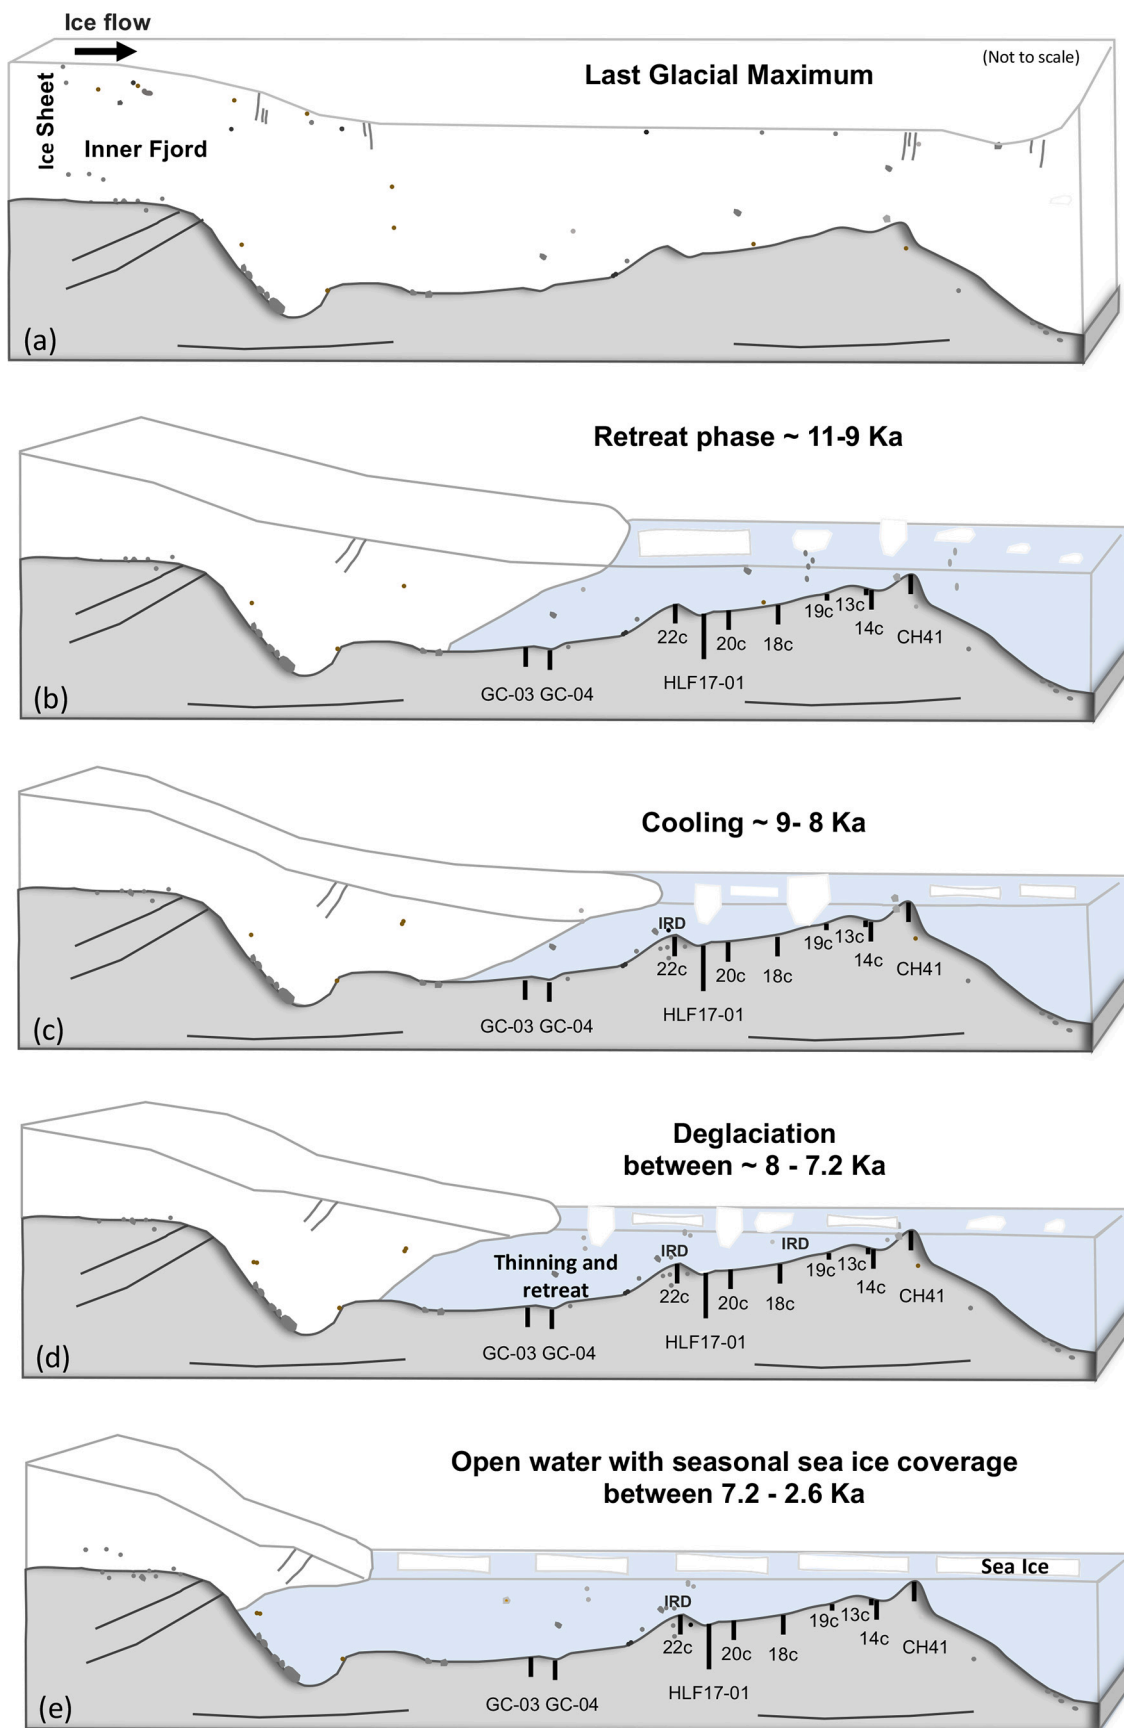 Ice flow
(Not to scale)
Last Glacial Maximum
Ice Sheet
Inner Fjord
(a)
Retreat phase ~ 11-9 Ka
19c 13c
22c 20c 18c 14c CH41
HLF17-01
GC-03 GC-04
(b)
Cooling ~ 9- 8 Ka
IRD
19c 13c
22c 20c 18c 14c CH41
HLF17-01
GC-03 GC-04
(c)
Deglaciation
between ~ 8 - 7.2 Ka
IRD IRD
Thinning and
retreat
19c 13c
22c 20c 18c 14c CH41
HLF17-01
GC-03 GC-04
(d)
Open water with seasonal sea ice coverage
between 7.2 - 2.6 Ka
Sea Ice
IRD
19c 13c
22c 20c 18c 14c CH41
HLF17-01
GC-03 GC-04
(e)